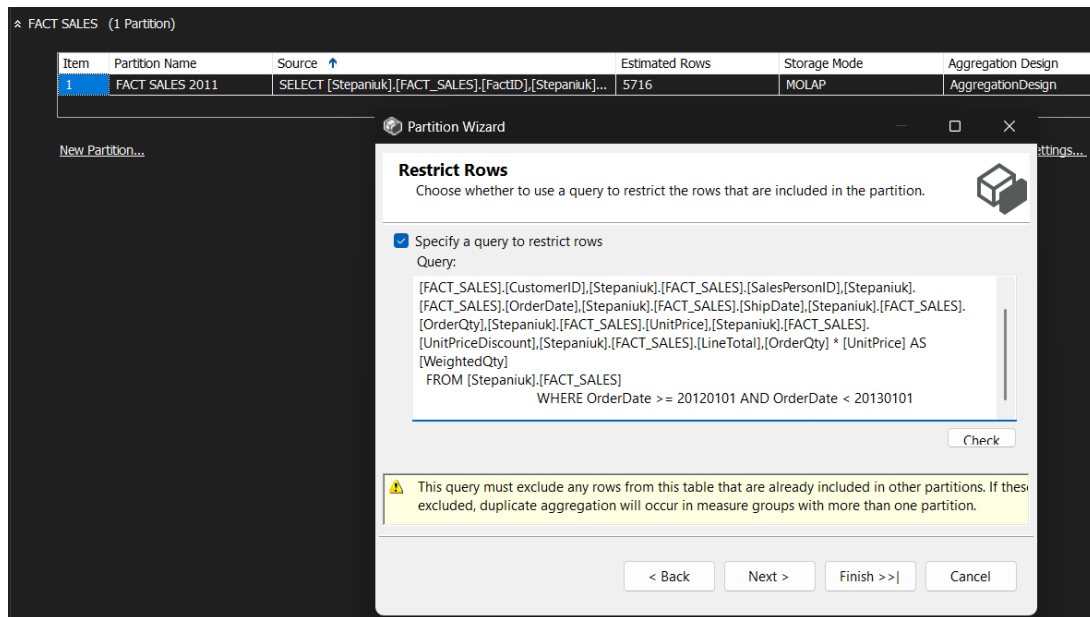 FACT SALES (1 Partition)
Item Partition Name Source Estimated Rows Storage Mode Aggregation Design
1 FACT SALES 2011 SELECT [Stepaniuk].[FACT_SALES].[FactID],[Stepaniuk]... 5716 MOLAP AggregationDesign
Partition Wizard
New Partition...
ettings...
Restrict Rows
Choose whether to use a query to restrict the rows that are included in the partition.
Specify a query to restrict rows
Query:
[FACT_SALES].[CustomerID],[Stepaniuk].[FACT_SALES].[SalesPersonID],[Stepaniuk].
[FACT_SALES].[OrderDate],[Stepaniuk].[FACT_SALES].[ShipDate],[Stepaniuk].[FACT_SALES].
[OrderQty],[Stepaniuk].[FACT_SALES].[UnitPrice],[Stepaniuk].[FACT_SALES].
[UnitPriceDiscount],[Stepaniuk].[FACT_SALES].[LineTotal],[OrderQty] * [UnitPrice] AS
[WeightedQty]
FROM [Stepaniuk].[FACT_SALES]
WHERE OrderDate >= 20120101 AND OrderDate < 20130101
Check
This query must exclude any rows from this table that are already included in other partitions. If these
excluded, duplicate aggregation will occur in measure groups with more than one partition.
< Back Next > Finish >>| Cancel